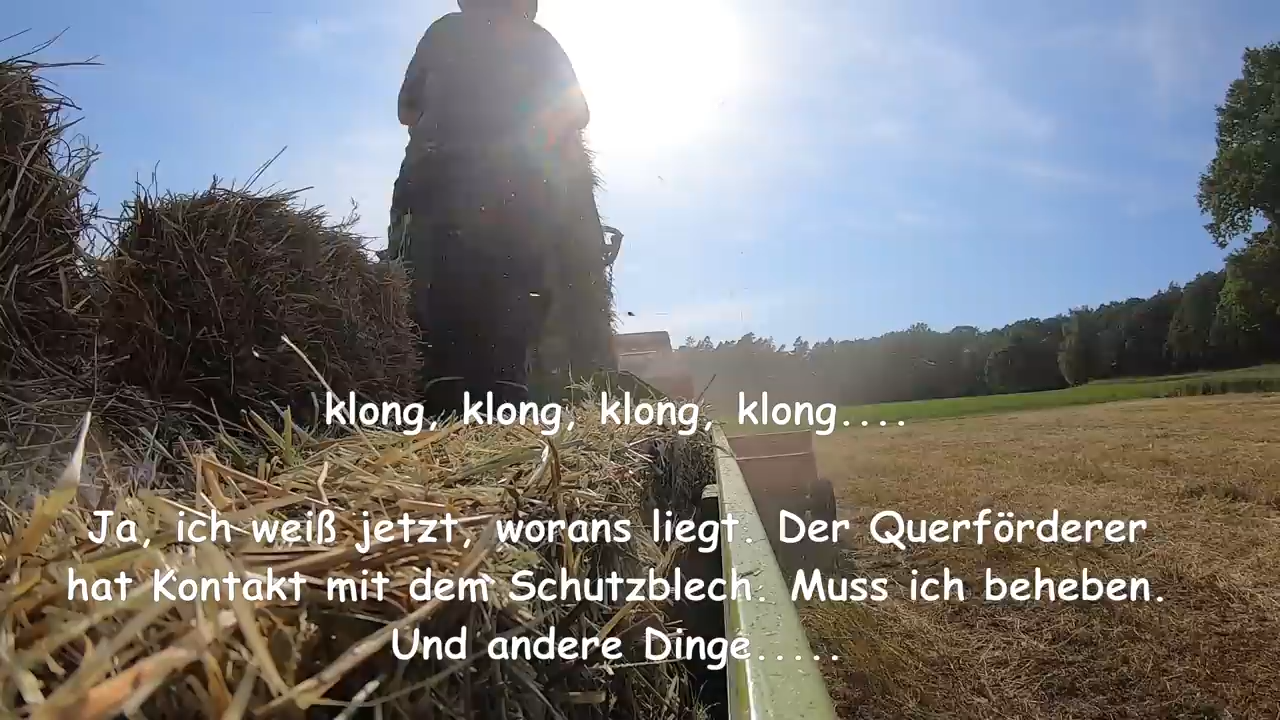 klong, klong, klong, klong....
Ja, ich weiß jetzt, worans liegt. Der Querförderer
hat Kontakt mit dem Schutzblech. Muss ich beheben.
Und andere Dinge.....